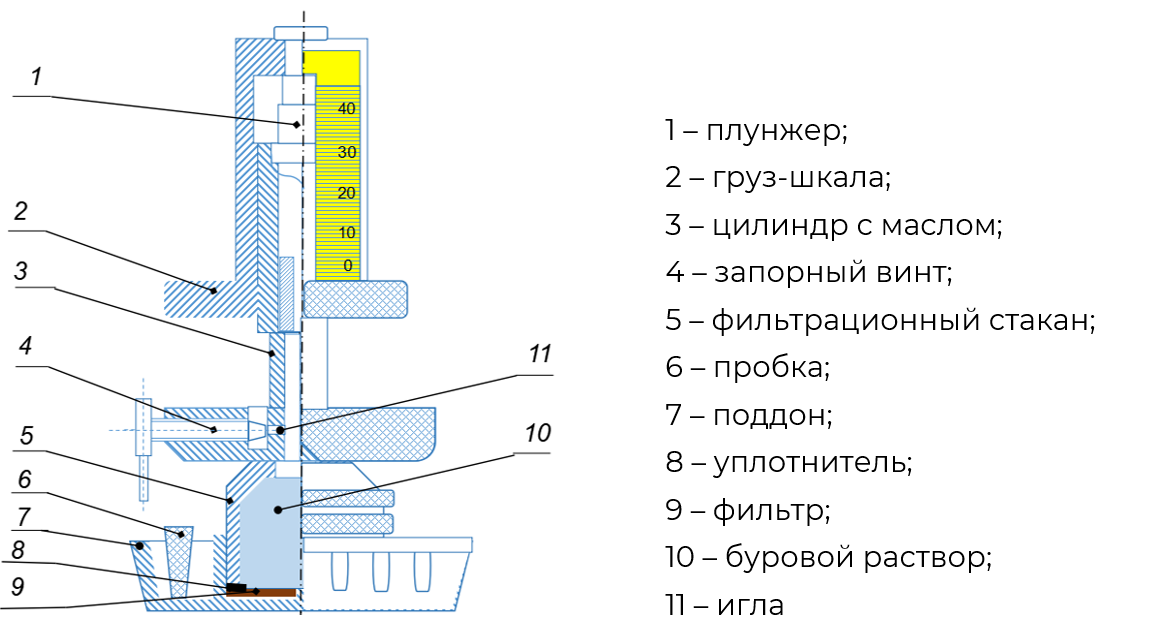 1
2
3
4
5
6
7
8
9
11
10
40
30
20
10
0
1 – плунжер;
2 – груз-шкала;
3 – цилиндр с маслом;
4 – запорный винт;
5 – фильтрационный стакан;
6 – пробка;
7 – поддон;
8 – уплотнитель;
9 – фильтр;
10 – буровой раствор;
11 – игла